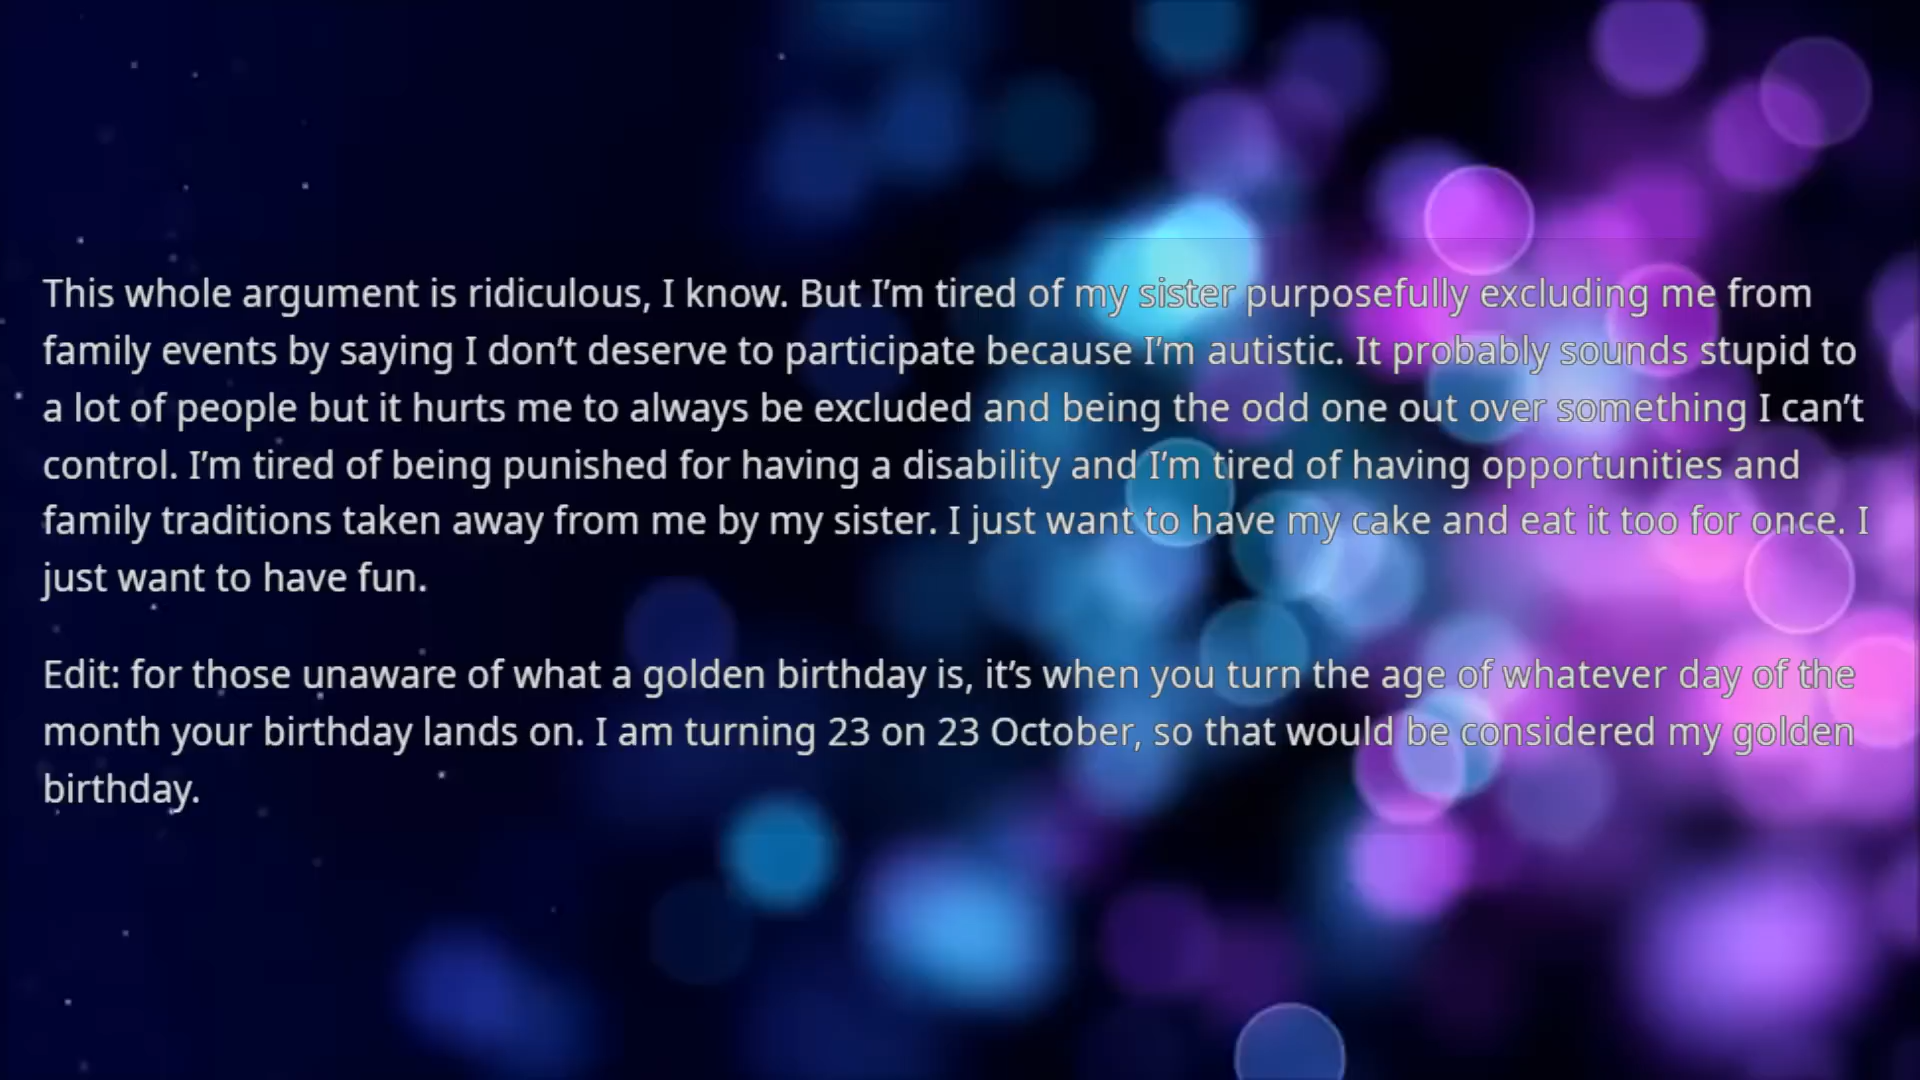 This whole argument is ridiculous, I know. But I’m tired of my sister purposefully excluding me from
family events by saying I don’t deserve to participate because I’m autistic. It probably sounds stupid to
a lot of people but it hurts me to always be excluded and being the odd one out over something I can’t
control. I’m tired of being punished for having a disability and I’m tired of having opportunities and
family traditions taken away from me by my sister. I just want to have my cake and eat it too for once. I
just want to have fun.
Edit: for those unaware of what a golden birthday is, it’s when you turn the age of whatever day of the
month your birthday lands on. I am turning 23 on 23 October, so that would be considered my golden
birthday.